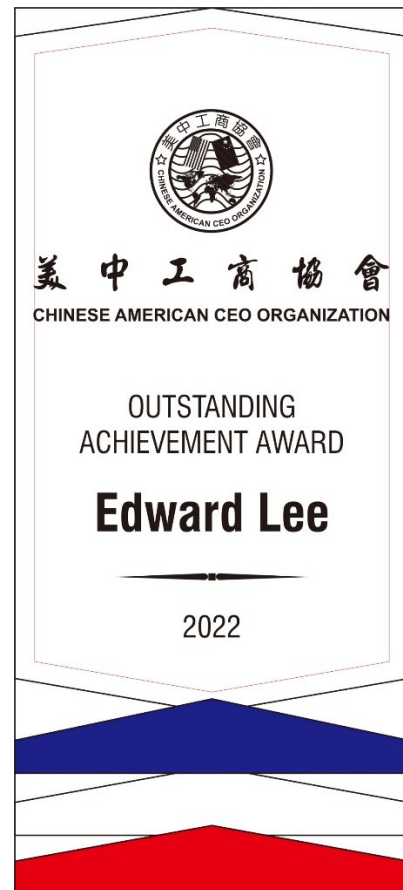 ☆美中工商協會☆
CHINESE AMERICAN CEO ORGANIZATION
美中工商協會
CHINESE AMERICAN CEO ORGANIZATION
OUTSTANDING
ACHIEVEMENT AWARD
Edward Lee
2022